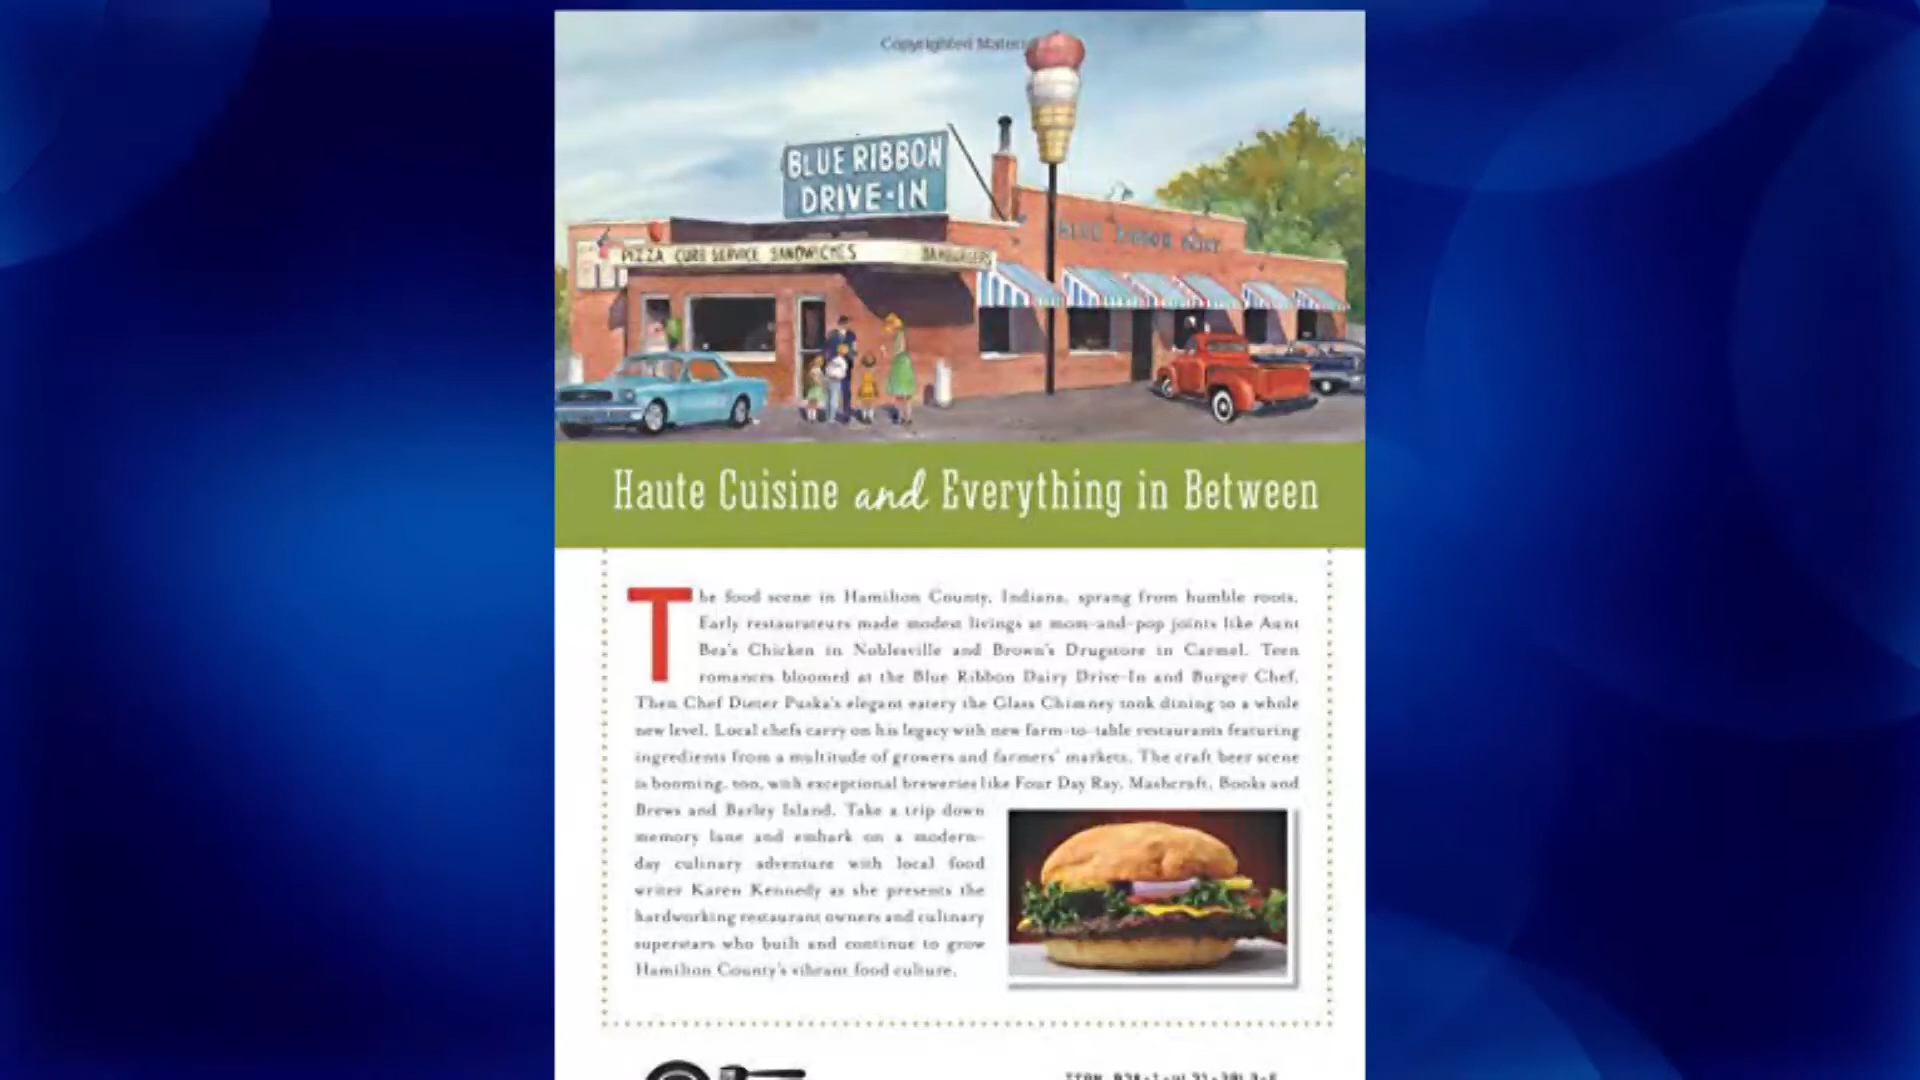 Copyrighted Mater
BLUE RIBBON
DRIVE-IN
BLUE RIBBON
PIZZA CURB SERVICE SANDWICHES HAMBURGERS
Haute Cuisine and Everything in Between
The food scene in Hamilton County, Indiana, sprang from humble roots.
Early restaurateurs made modest livings at mom-and-pop joints like Aunt
Bea's Chicken in Noblesville and Brown's Drugstore in Carmel. Teen
romances bloomed at the Blue Ribbon Dairy Drive-In and Burger Chef.
Then Chef Dieter Puska's elegant eatery the Glass Chimney took dining to a whole
new level. Local chefs carry on his legacy with new farm-to-table restaurants featuring
ingredients from a multitude of growers and farmers' markets. The craft beer scene
is booming, too, with exceptional breweries like Four Day Ray, Mashcraft, Books and
Brews and Barley Island. Take a trip down
memory lane and embark on a modern-
day culinary adventure with local food
writer Karen Kennedy as she presents the
hardworking restaurant owners and culinary
superstars who built and continue to grow
Hamilton County's vibrant food culture.